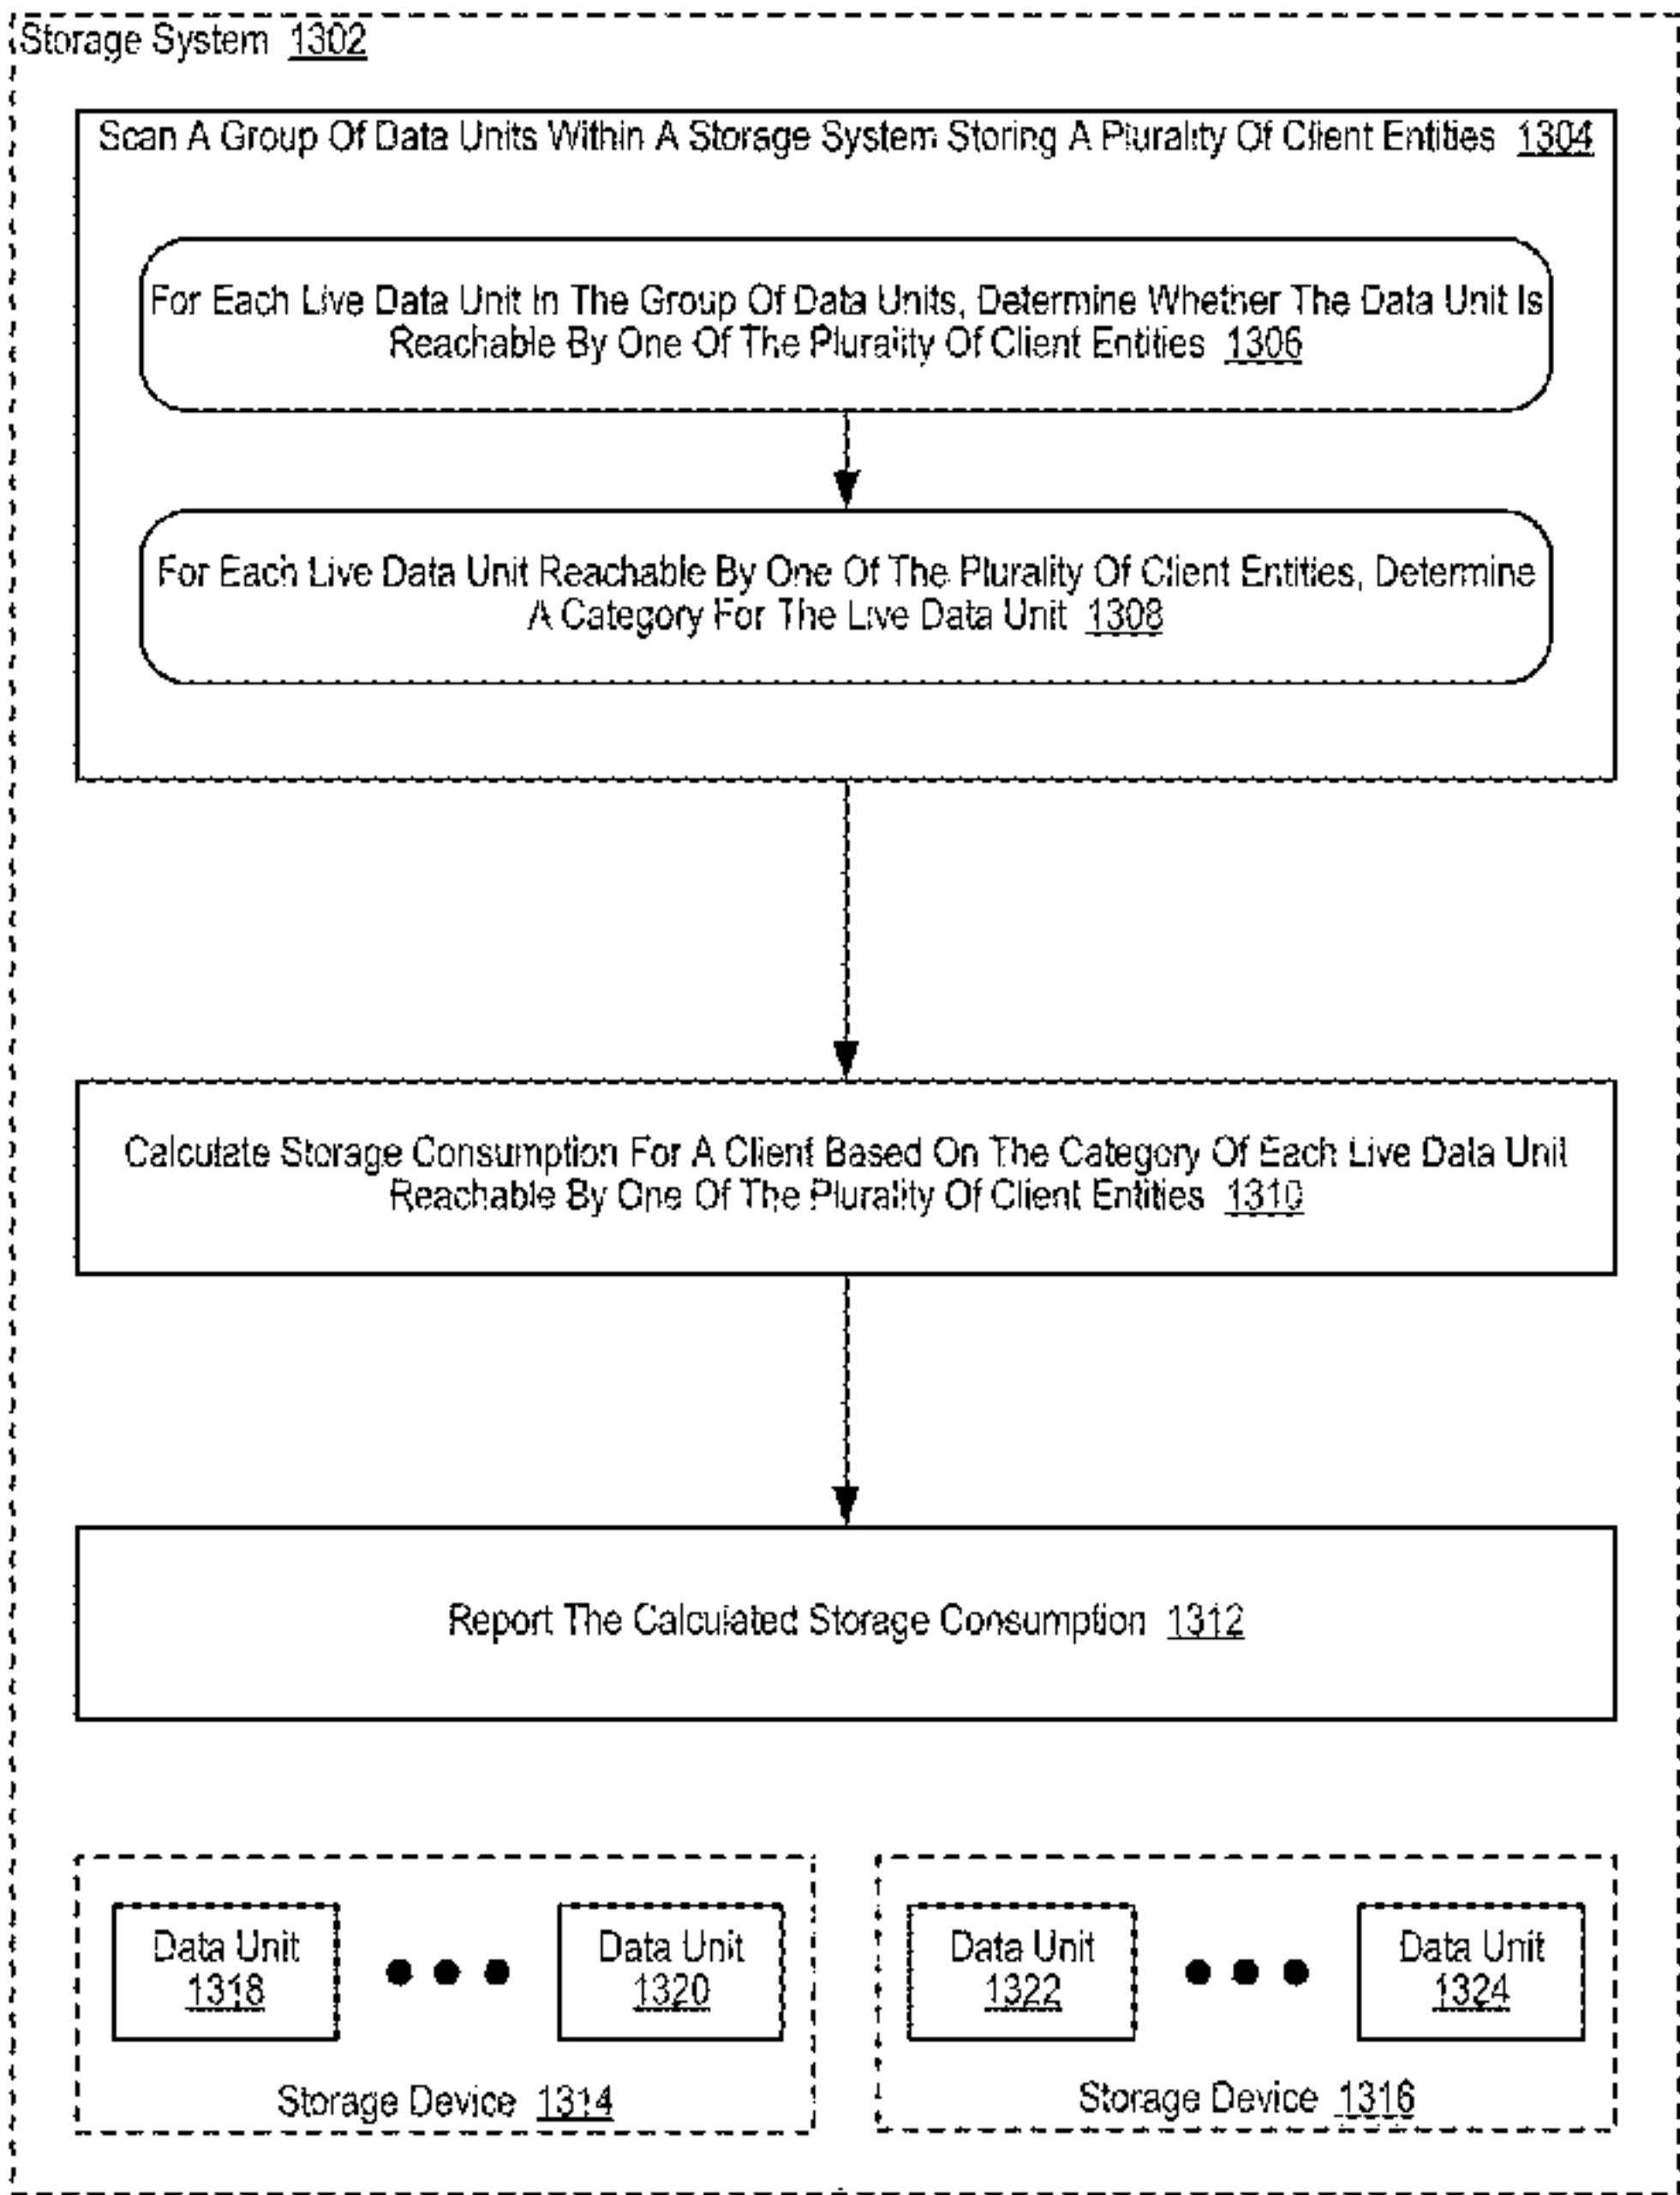 Storage System 1302
Scan A Group Of Data Units Within A Storage System Storing A Plurality Of Client Entities 1304
For Each Live Data Unit In The Group Of Data Units, Determine Whether The Data Unit Is
Reachable By One Of The Plurality Of Client Entities 1306
For Each Live Data Unit Reachable By One Of The Plurality Of Client Entities, Determine
A Category For The Live Data Unit 1308
Calculate Storage Consumption For A Client Based On The Category Of Each Live Data Unit
Reachable By One Of The Plurality Of Client Entities 1310
Report The Calculated Storage Consumption 1312
Data Unit
1318
Data Unit
1320
Storage Device 1314
Data Unit
1322
Data Unit
1324
Storage Device 1316